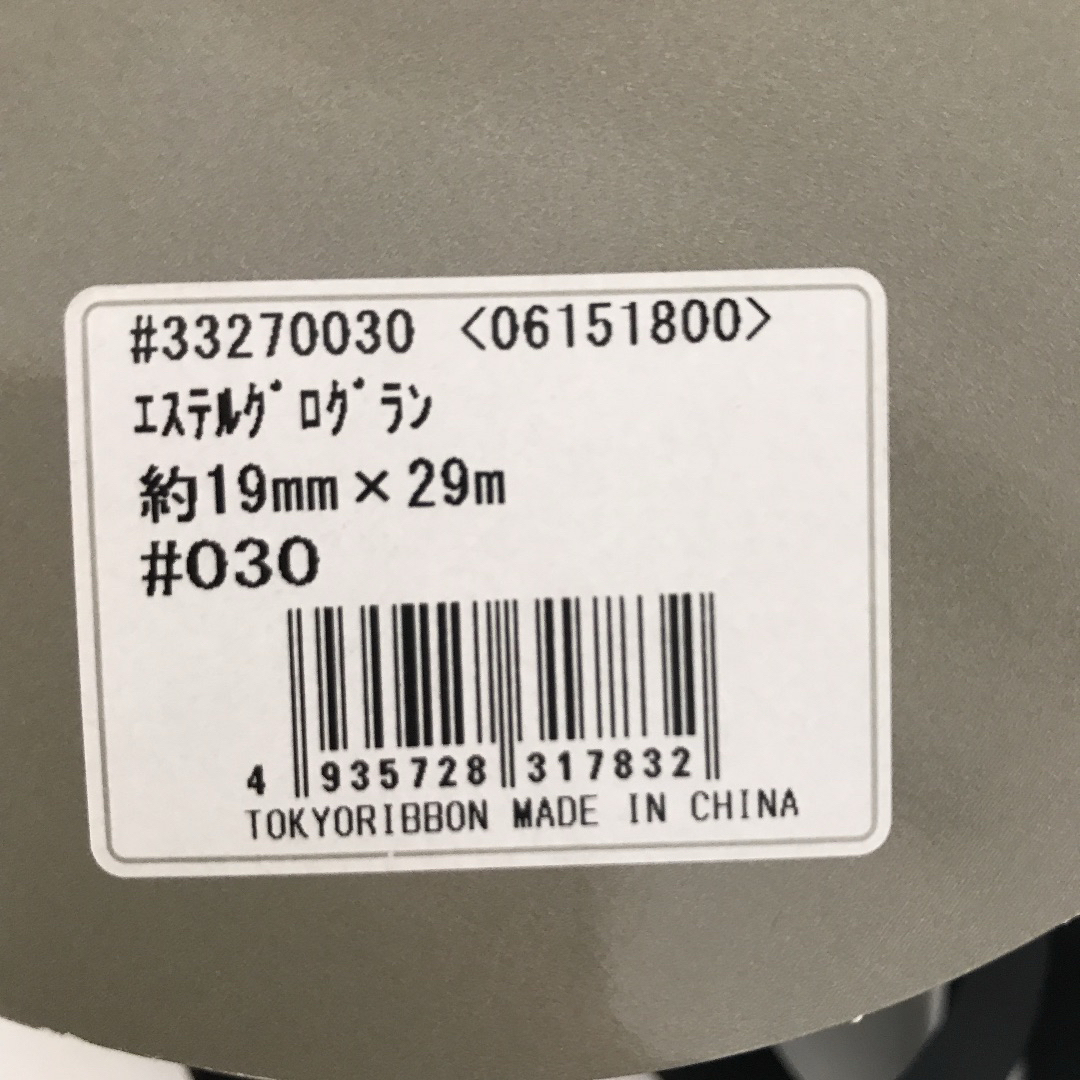 #33270030 <06151800>
ｴｽﾃﾙｸﾞﾛｸﾞﾗﾝ
約19mm×29m
#030
4 935728 317832
TOKYORIBBON MADE IN CHINA